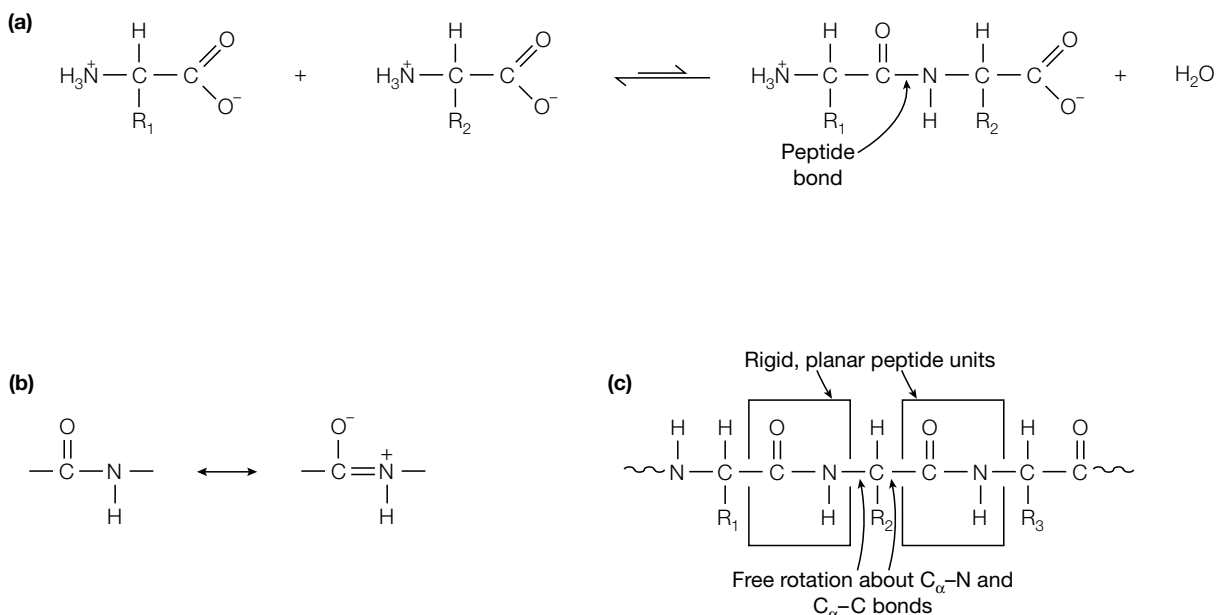 (a)
H O H O H O H O
H₃N⁺ C C O⁻ + H₃N⁺ C C O⁻ H₃N⁺ C C N C C O⁻ + H₂O
R₁ R₂ R₁ H R₂
Peptide
bond
(b)
O O⁻
C N C N⁺
H H
(c)
Rigid, planar peptide units
H H O H O H O
N C C N C C N C C
R₁ H R₂ H R₃
Free rotation about Cα–N and
Cα–C bonds